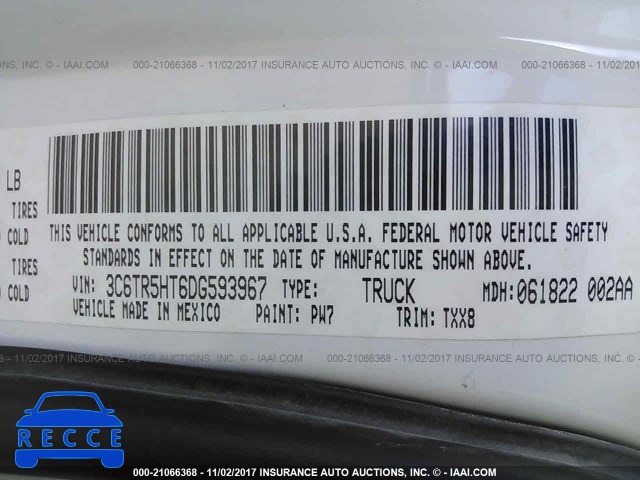 NS, INC. - © IAAI.COM 000-21066368 - 11/02/2017 INSURANCE AUTO AUCTIONS, INC. - © IAAI.COM 000-21066368 - 11/02/2017
LB
TIRES
COLD
TIRES
COLD
THIS VEHICLE CONFORMS TO ALL APPLICABLE U.S.A. FEDERAL MOTOR VEHICLE SAFETY
STANDARDS IN EFFECT ON THE DATE OF MANUFACTURE SHOWN ABOVE.
VIN: 3C6TR5HT6DG593967 TYPE: TRUCK MDH: 061822 002AA
VEHICLE MADE IN MEXICO PAINT: PW7 TRIM: TXX8
NS, INC. - © IAAI.COM 000-21066368 - 11/02/2017 INSURANCE AUTO AUCTIONS, INC. - © IAAI.COM 000-21066368 - 11/02/2017
RECCE
000-21066368 - 11/02/2017 INSURANCE AUTO AUCTIONS, INC. - © IAAI.COM